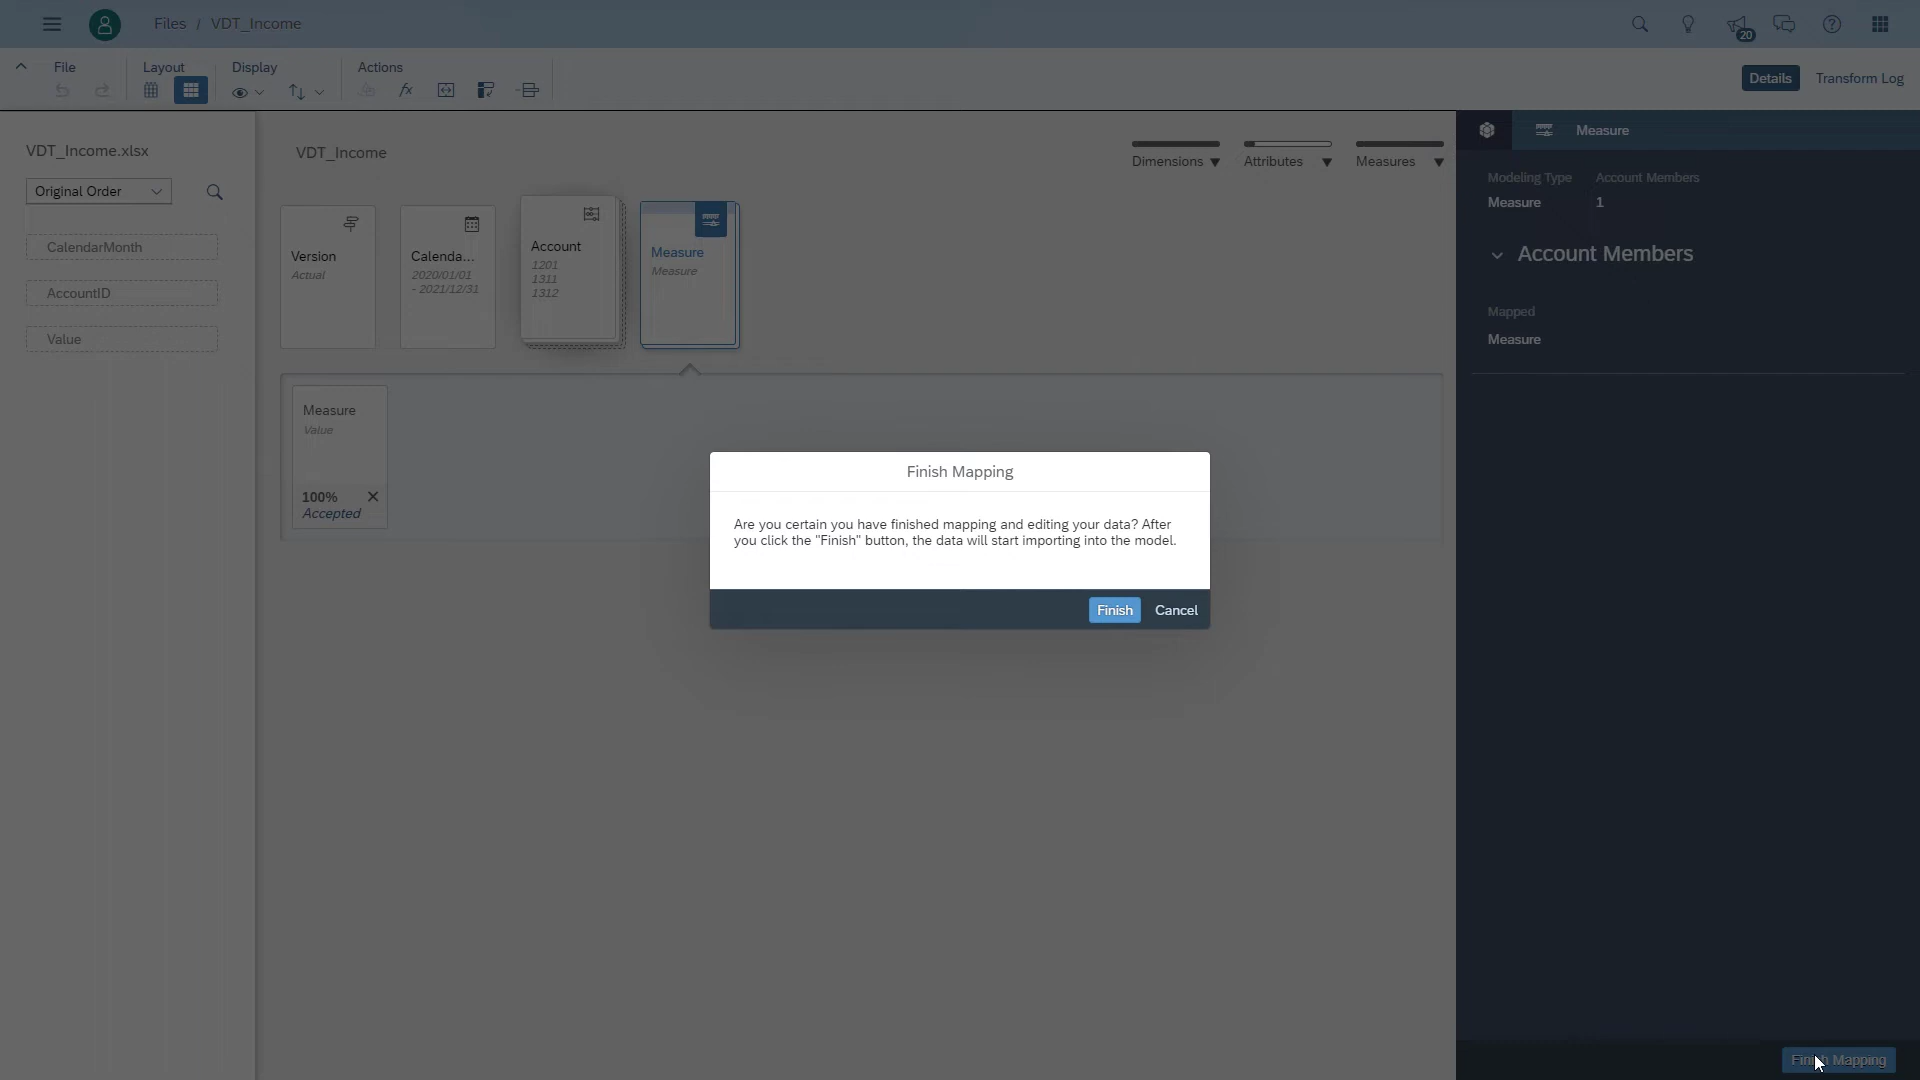 Files / VDT_Income
20
File
Layout
Display
Actions
Details
Transform Log
VDT_Income.xlsx
Original Order
CalendarMonth
AccountID
Value
VDT_Income
Dimensions
Attributes
Measures
Version
Actual
Calenda...
2020/01/01
- 2021/12/31
Account
1201
1311
1312
Measure
Measure
Measure
Value
100%
Accepted
Finish Mapping
Are you certain you have finished mapping and editing your data? After
you click the "Finish" button, the data will start importing into the model.
Finish
Cancel
Measure
Modeling Type
Account Members
Measure
1
Account Members
Mapped
Measure
Finish Mapping